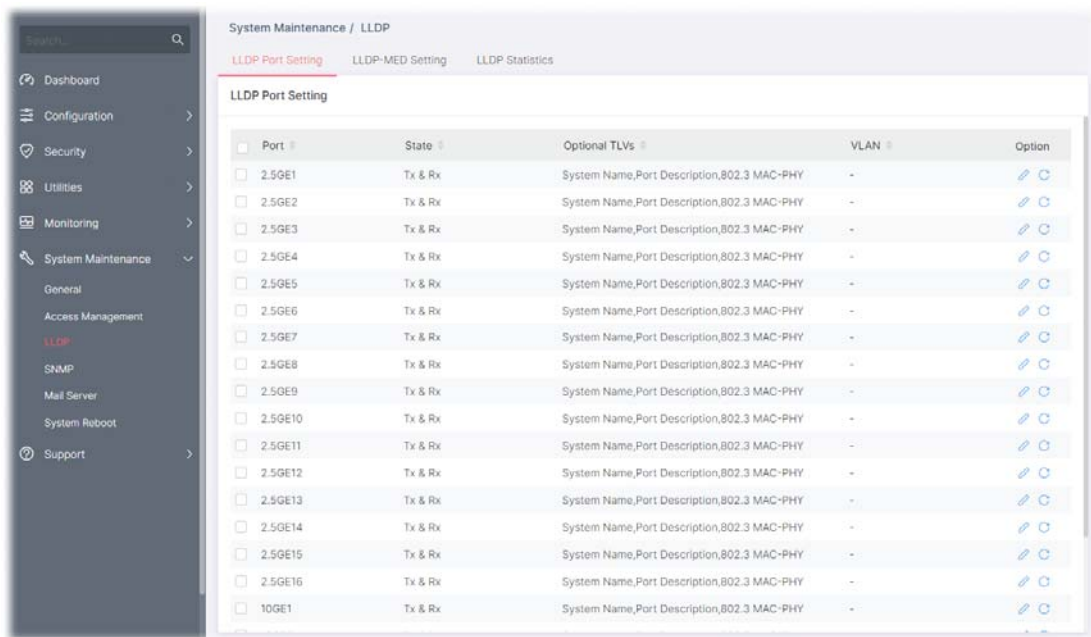 Search...
Dashboard
Configuration
Security
Utilities
Monitoring
System Maintenance
General
Access Management
LLDP
SNMP
Mail Server
System Reboot
Support
System Maintenance / LLDP
LLDP Port Setting LLDP-MED Setting LLDP Statistics
LLDP Port Setting
Port State Optional TLVs VLAN Option
2.5GE1 Tx & Rx System Name,Port Description,802.3 MAC-PHY -
2.5GE2 Tx & Rx System Name,Port Description,802.3 MAC-PHY -
2.5GE3 Tx & Rx System Name,Port Description,802.3 MAC-PHY -
2.5GE4 Tx & Rx System Name,Port Description,802.3 MAC-PHY -
2.5GE5 Tx & Rx System Name,Port Description,802.3 MAC-PHY -
2.5GE6 Tx & Rx System Name,Port Description,802.3 MAC-PHY -
2.5GE7 Tx & Rx System Name,Port Description,802.3 MAC-PHY -
2.5GE8 Tx & Rx System Name,Port Description,802.3 MAC-PHY -
2.5GE9 Tx & Rx System Name,Port Description,802.3 MAC-PHY -
2.5GE10 Tx & Rx System Name,Port Description,802.3 MAC-PHY -
2.5GE11 Tx & Rx System Name,Port Description,802.3 MAC-PHY -
2.5GE12 Tx & Rx System Name,Port Description,802.3 MAC-PHY -
2.5GE13 Tx & Rx System Name,Port Description,802.3 MAC-PHY -
2.5GE14 Tx & Rx System Name,Port Description,802.3 MAC-PHY -
2.5GE15 Tx & Rx System Name,Port Description,802.3 MAC-PHY -
2.5GE16 Tx & Rx System Name,Port Description,802.3 MAC-PHY -
10GE1 Tx & Rx System Name,Port Description,802.3 MAC-PHY -